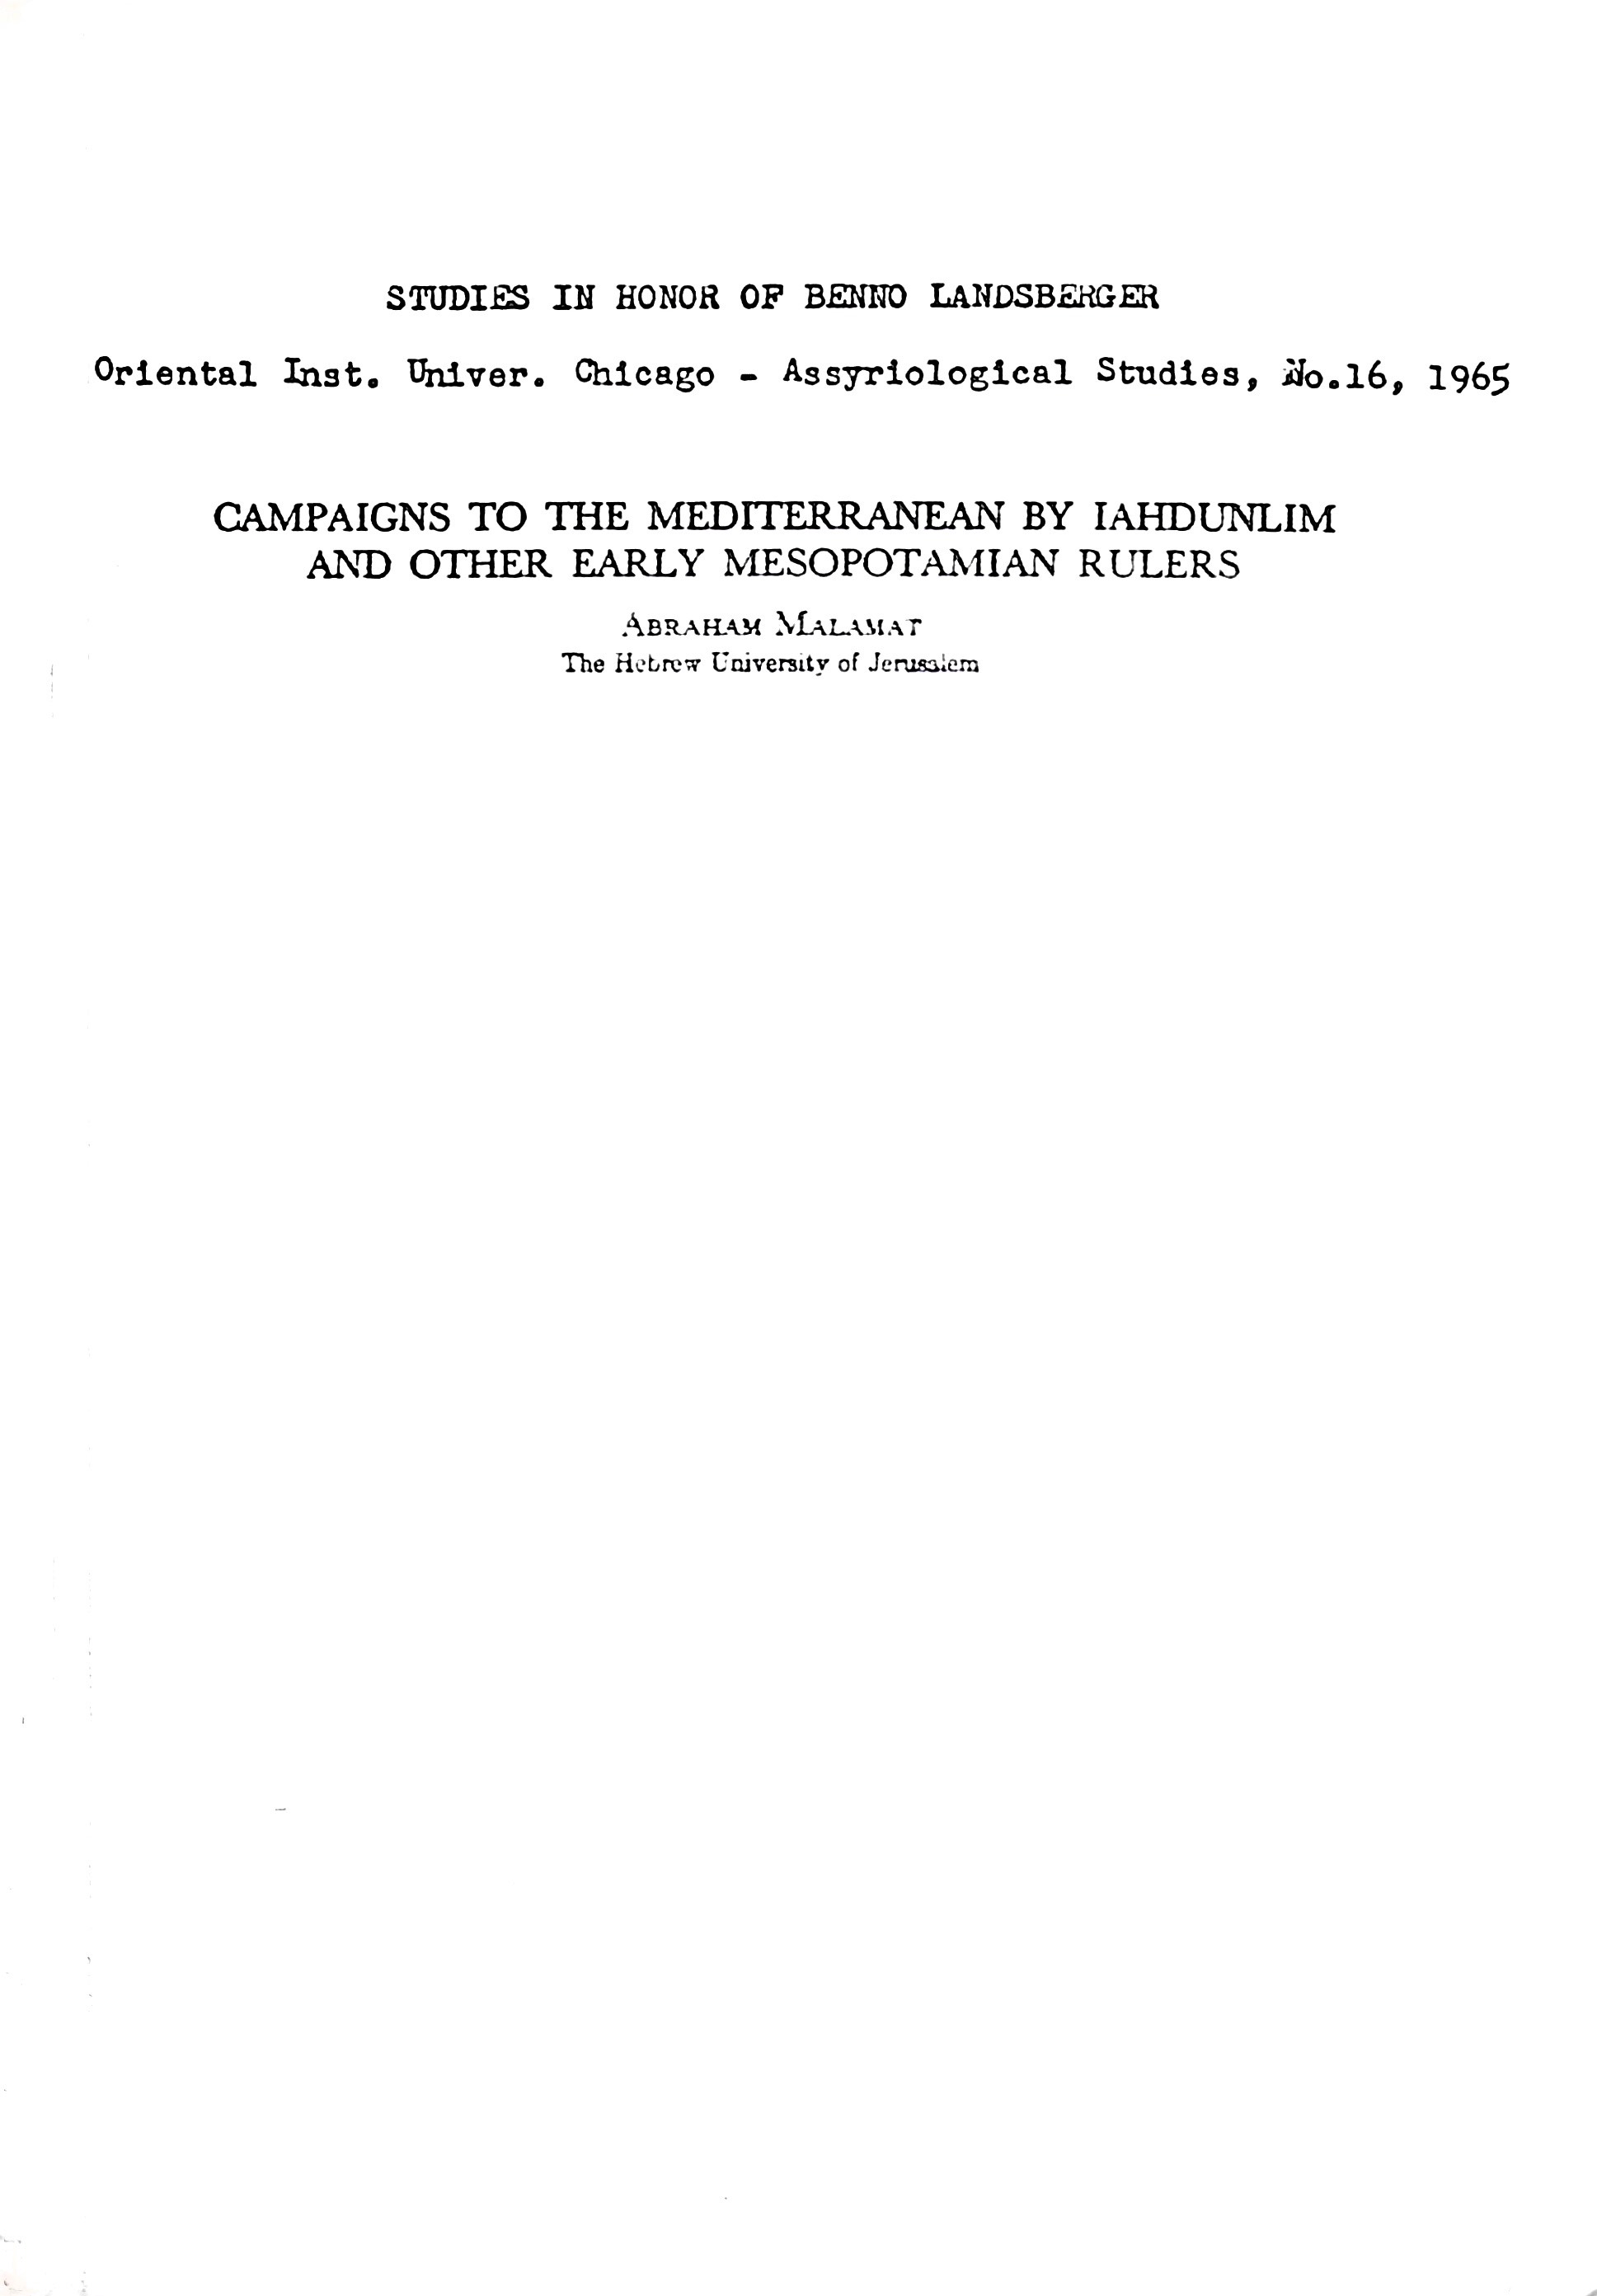 STUDIES IN HONOR OF BENNO LANDSBERGER
Oriental Inst. Univer. Chicago - Assyriological Studies, No.16, 1965
CAMPAIGNS TO THE MEDITERRANEAN BY IAHDUNLIM
AND OTHER EARLY MESOPOTAMIAN RULERS
ABRAHAM MALAMAT
The Hebrew University of Jerusalem